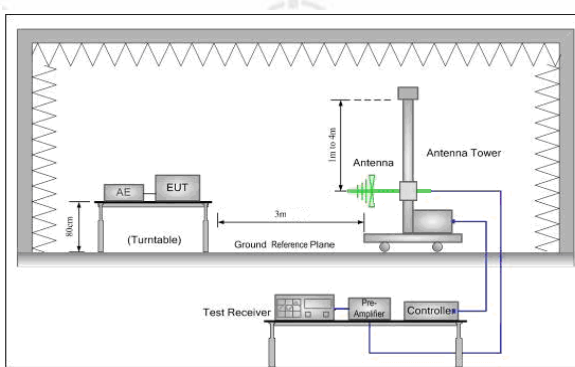 1m to 4m
Antenna
Antenna Tower
AE
EUT
80cm
(Turntable)
3m
Ground Reference Plane
Test Receiver
Pre-
Amplifier
Controller